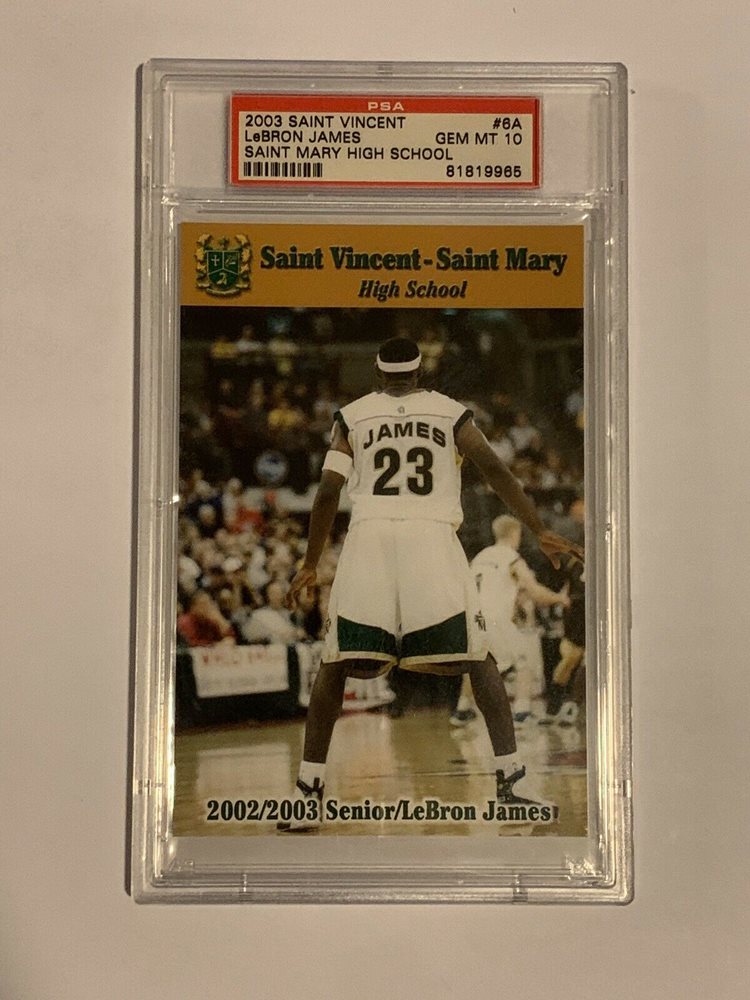 PSA
2003 SAINT VINCENT #6A
LeBRON JAMES GEM MT 10
SAINT MARY HIGH SCHOOL
81819965
Saint Vincent-Saint Mary
High School
JAMES
23
2002/2003 Senior/LeBron James